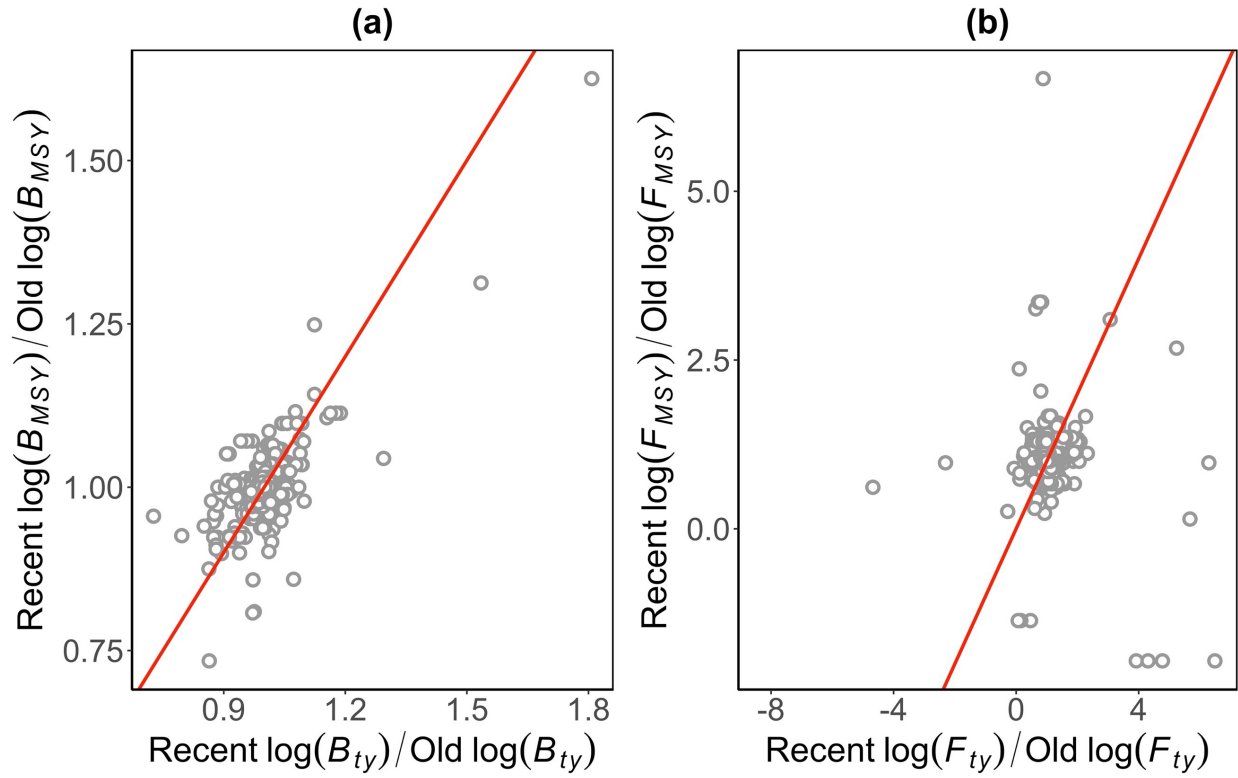 (a)
Recent log(B_MSY)/Old log(B_MSY)
1.50
1.25
1.00
0.75
0.9 1.2 1.5 1.8
Recent log(B_ty)/Old log(B_ty)
(b)
Recent log(F_MSY)/Old log(F_MSY)
5.0
2.5
0.0
-8 -4 0 4
Recent log(F_ty)/Old log(F_ty)